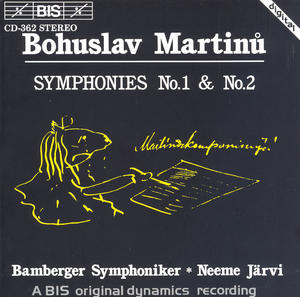 BIS
CD-362 STEREO
digital
Bohuslav Martinů
SYMPHONIES No.1 & No.2
Bamberger Symphoniker * Neeme Järvi
A BIS original dynamics recording